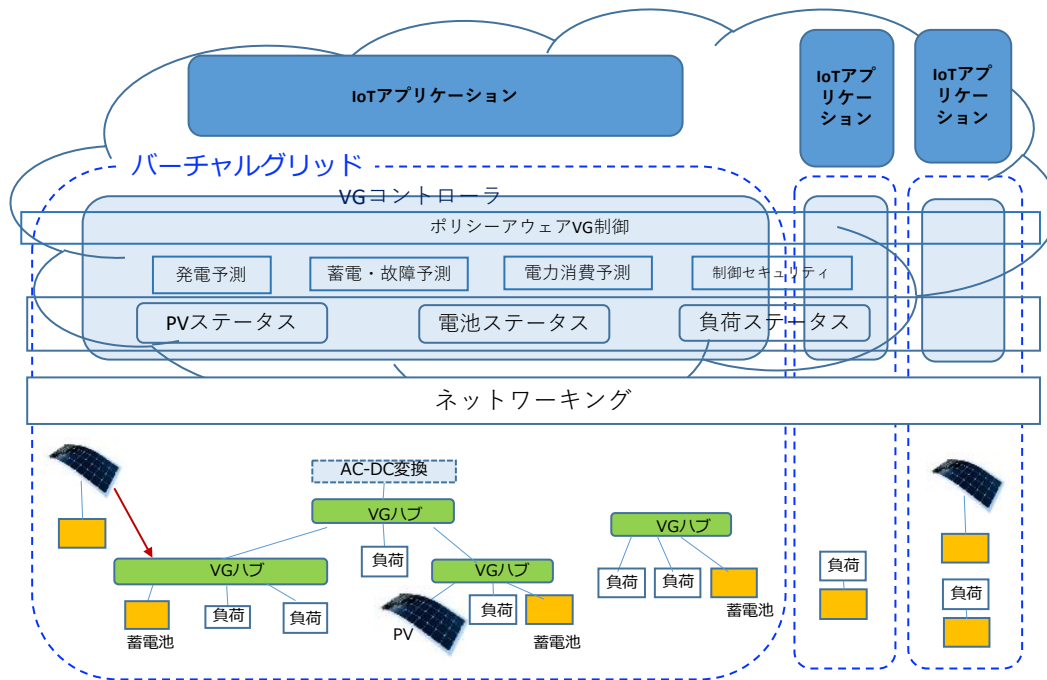 IoTアプリケーション
IoTアプ
リケー
ション
IoTアプ
リケー
ション
バーチャルグリッド
VGコントローラ
ポリシーアウェアVG制御
発電予測
蓄電・故障予測
電力消費予測
制御セキュリティ
PVステータス
電池ステータス
負荷ステータス
ネットワーキング
AC-DC変換
VGハブ
VGハブ
負荷
VGハブ
VGハブ
負荷
負荷
負荷
負荷
負荷
負荷
負荷
負荷
蓄電池
PV
蓄電池
蓄電池